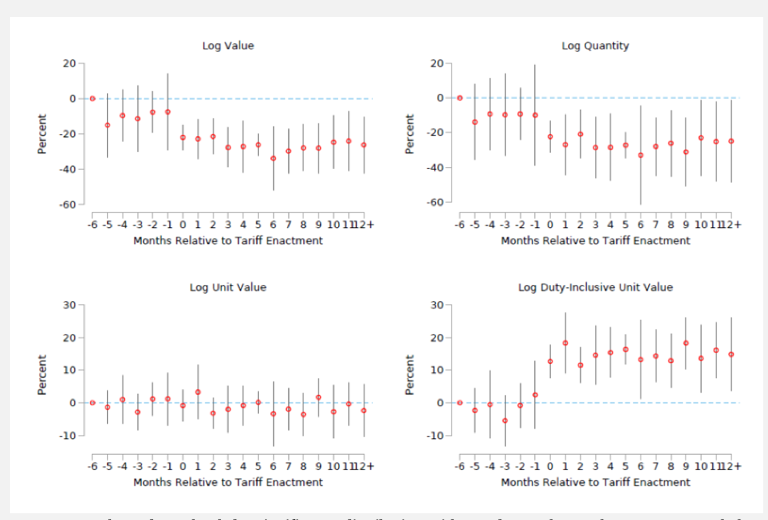 Log Value
Percent
20
0
-20
-40
-60
-6 -5 -4 -3 -2 -1 0 1 2 3 4 5 6 7 8 9 10 11 12+
Months Relative to Tariff Enactment
Log Quantity
Percent
20
0
-20
-40
-60
-6 -5 -4 -3 -2 -1 0 1 2 3 4 5 6 7 8 9 10 11 12+
Months Relative to Tariff Enactment
Log Unit Value
Percent
30
20
10
0
-10
-6 -5 -4 -3 -2 -1 0 1 2 3 4 5 6 7 8 9 10 11 12+
Months Relative to Tariff Enactment
Log Duty-Inclusive Unit Value
Percent
30
20
10
0
-10
-6 -5 -4 -3 -2 -1 0 1 2 3 4 5 6 7 8 9 10 11 12+
Months Relative to Tariff Enactment